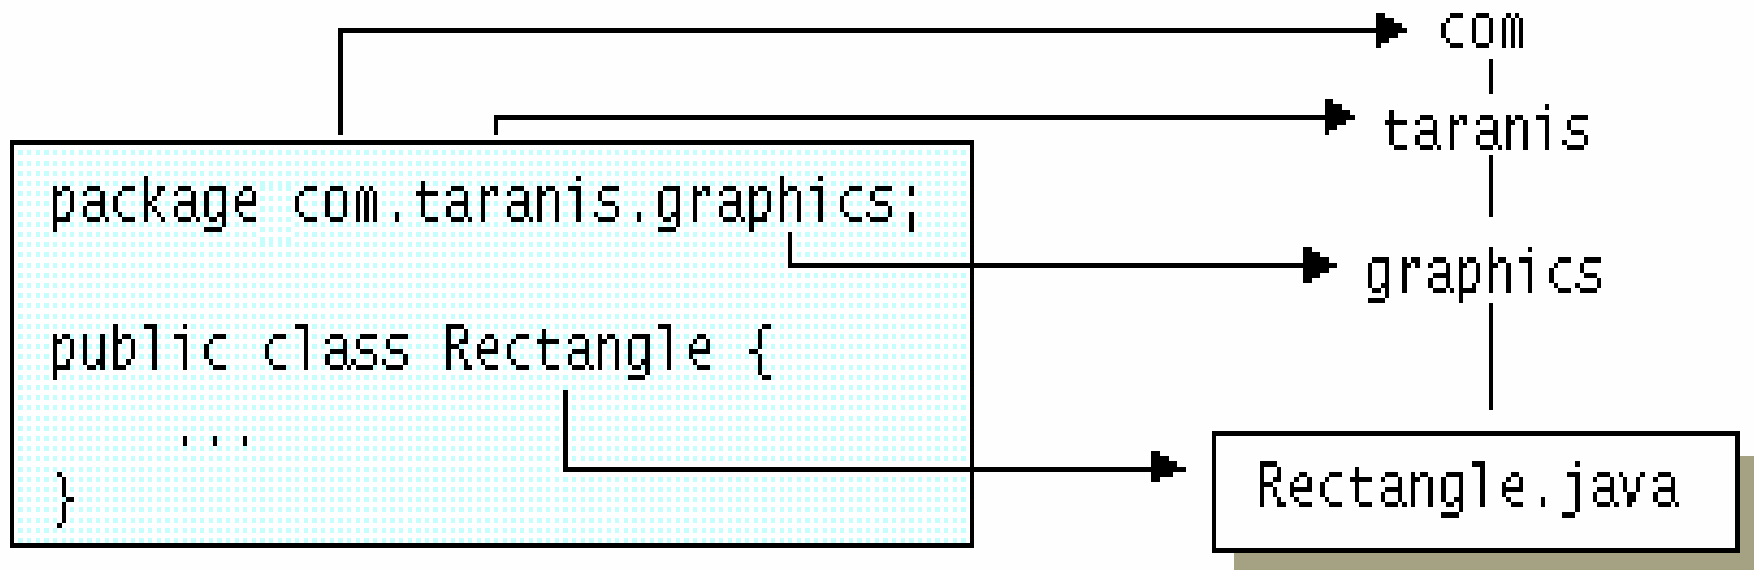 com
taranis
package com.taranis.graphics;
graphics
public class Rectangle {
...
Rectangle.java
}